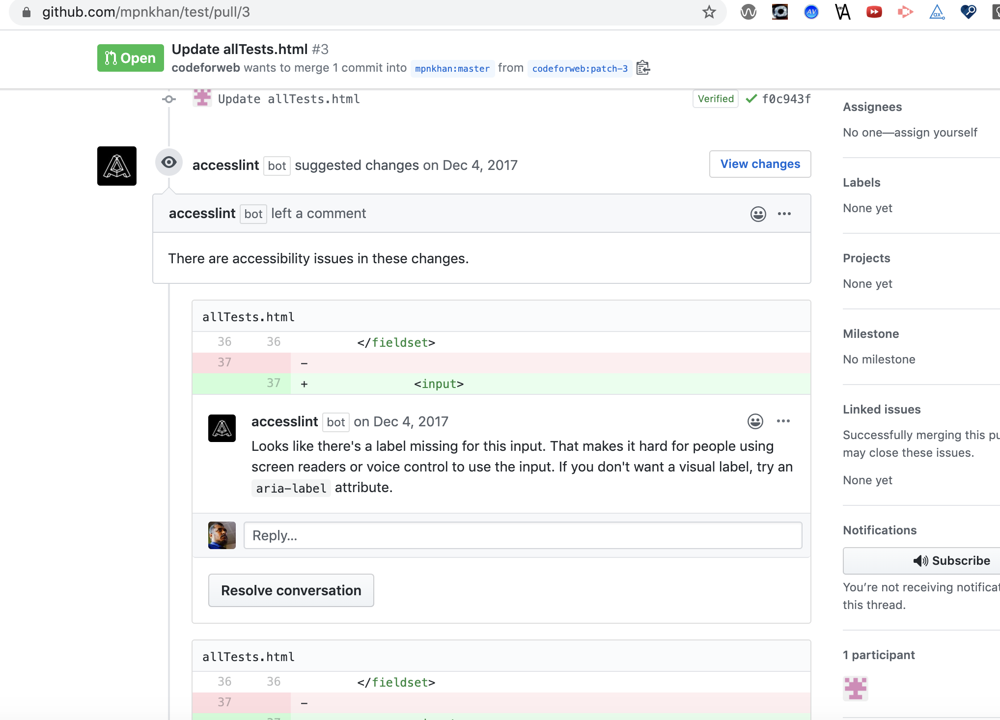 github.com/mpnkhan/test/pull/3
Open
Update allTests.html #3
codeforweb wants to merge 1 commit into mpnkhan:master from codeforweb:patch-3
Update allTests.html
Verified
f0c943f
accesslint bot suggested changes on Dec 4, 2017
View changes
accesslint bot left a comment
There are accessibility issues in these changes.
allTests.html
36 36 </fieldset>
37 −
37 + <input>
accesslint bot on Dec 4, 2017
Looks like there's a label missing for this input. That makes it hard for people using
screen readers or voice control to use the input. If you don't want a visual label, try an
aria-label attribute.
Reply...
Resolve conversation
allTests.html
36 36 </fieldset>
37 −
Assignees
No one—assign yourself
Labels
None yet
Projects
None yet
Milestone
No milestone
Linked issues
Successfully merging this pu
may close these issues.
None yet
Notifications
Subscribe
You’re not receiving notificat
this thread.
1 participant